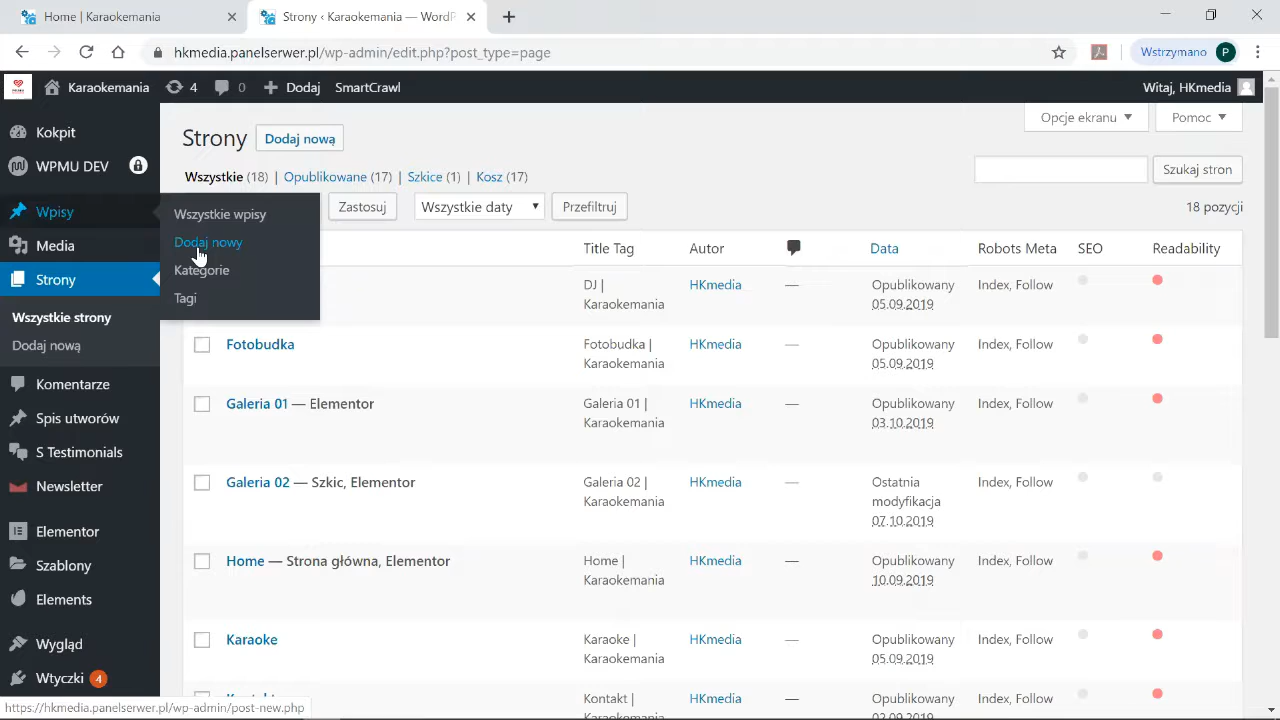 Home | Karaokemania
Strony ‹ Karaokemania — WordP
hkmedia.panelserwer.pl/wp-admin/edit.php?post_type=page
Wstrzymano P
Karaokemania 4 0 Dodaj SmartCrawl Witaj, HKmedia
Kokpit
WPMU DEV
Wpisy
Media
Strony
Wszystkie strony
Dodaj nową
Komentarze
Spis utworów
S Testimonials
Newsletter
Elementor
Szablony
Elements
Wygląd
Wtyczki 4
Wszystkie wpisy
Dodaj nowy
Kategorie
Tagi
Strony Dodaj nową
Opcje ekranu Pomoc
Wszystkie (18) | Opublikowane (17) | Szkice (1) | Kosz (17)
Szukaj stron
Zastosuj Wszystkie daty Przefiltruj 18 pozycji
Title Tag Autor Data Robots Meta SEO Readability
DJ | HKmedia — Opublikowany Index, Follow
Karaokemania 05.09.2019
Fotobudka Fotobudka | HKmedia — Opublikowany Index, Follow
Karaokemania 05.09.2019
Galeria 01 — Elementor Galeria 01 | HKmedia — Opublikowany Index, Follow
Karaokemania 03.10.2019
Galeria 02 — Szkic, Elementor Galeria 02 | HKmedia — Ostatnia Index, Follow
Karaokemania modyfikacja
07.10.2019
Home — Strona główna, Elementor Home | HKmedia — Opublikowany Index, Follow
Karaokemania 10.09.2019
Karaoke Karaoke | HKmedia — Opublikowany Index, Follow
Karaokemania 05.09.2019
Kontakt | HKmedia — Opublikowany Index, Follow
https://hkmedia.panelserwer.pl/wp-admin/post-new.php